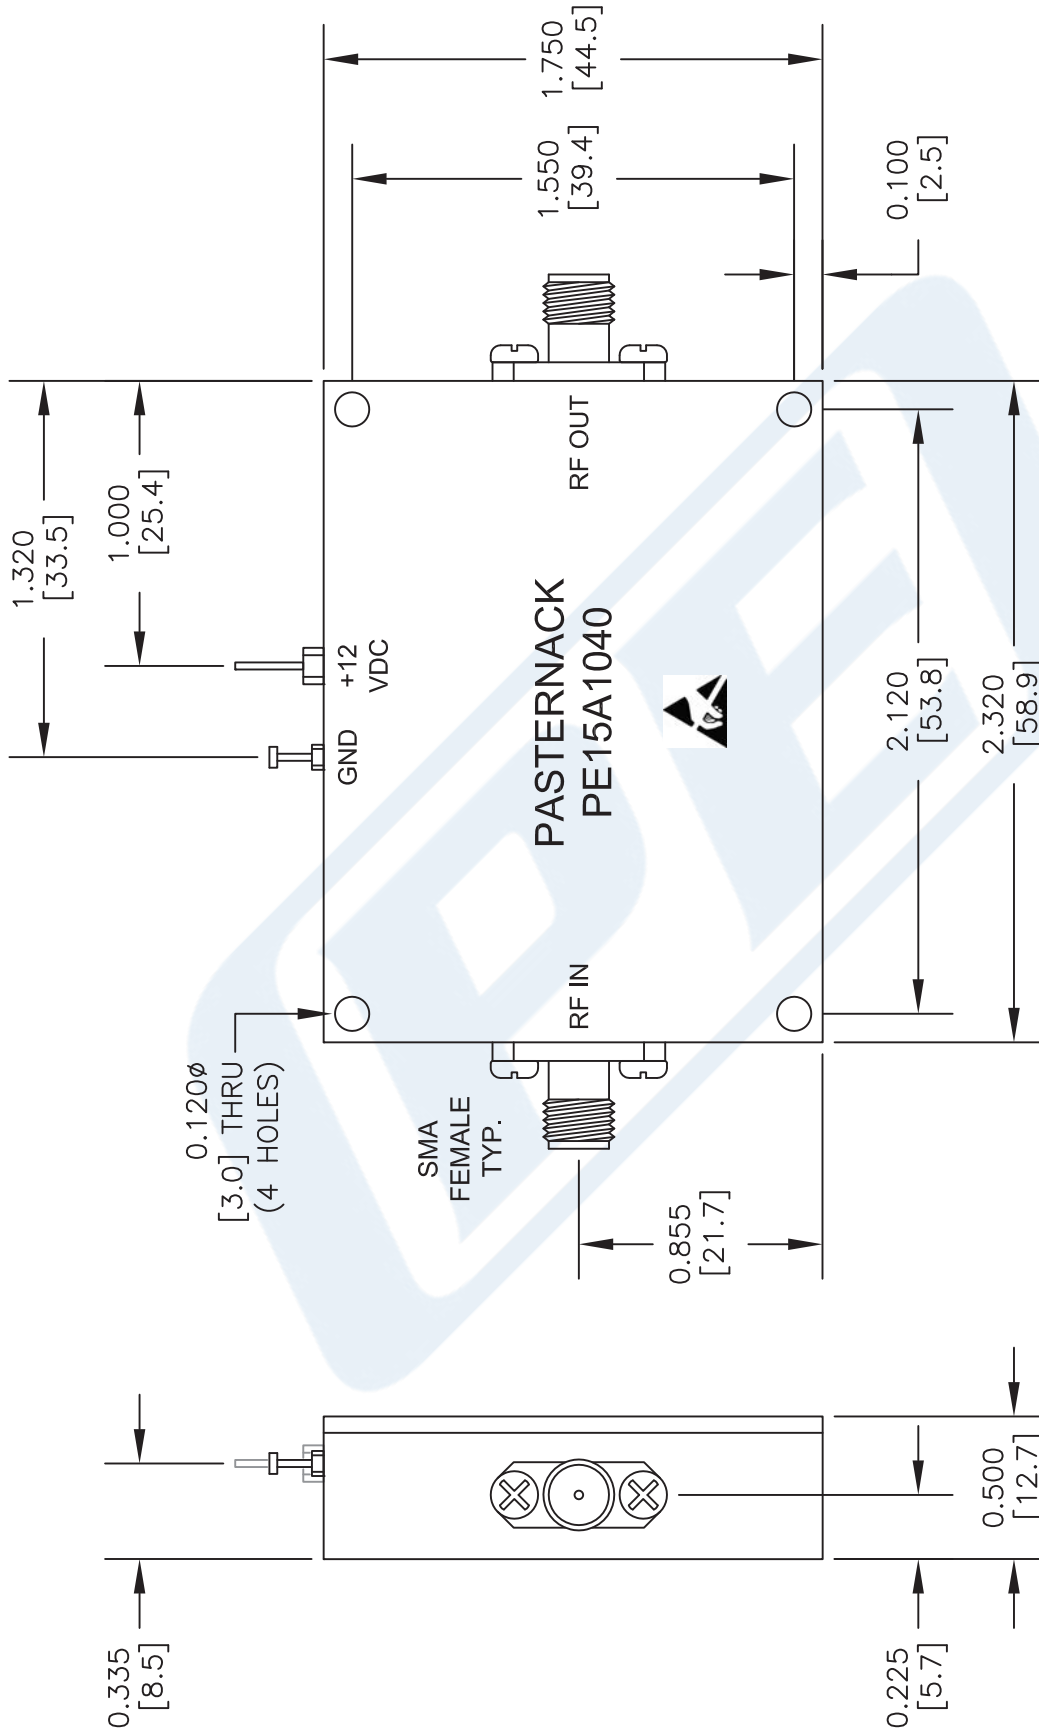 1.320
[33.5]
1.000
[25.4]
1.750
[44.5]
1.550
[39.4]
0.100
[2.5]
+12
VDC
GND
RF OUT
PASTERNACK
PE15A1040
RF IN
0.120ø
[3.0] THRU
(4 HOLES)
SMA
FEMALE
TYP.
2.120
[53.8]
2.320
[58.9]
0.855
[21.7]
0.335
[8.5]
0.500
[12.7]
0.225
[5.7]
PE